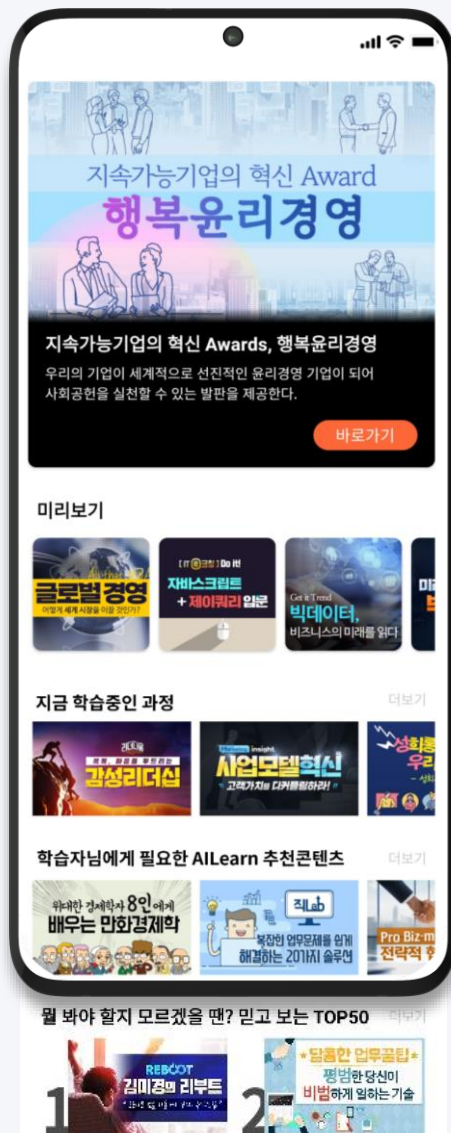 지속가능기업의 혁신 Award
행복윤리경영
지속가능기업의 혁신 Awards, 행복윤리경영
우리의 기업이 세계적으로 선진적인 윤리경영 기업이 되어
사회공헌을 실천할 수 있는 발판을 제공한다.
바로가기
미리보기
글로벌 경영
어떻게 세계 시장을 이끌 것인가?
[IT@크림] Do it!
자바스크립트
+ 제이쿼리 입문
Get it Trend
빅데이터,
비즈니스의 미래를 읽다
지금 학습중인 과정
더보기
리더다움
감성리더십
Marketing insight
사업모델혁신
"고객가치를 디커플링하라!"
성희롱
우리
학습자님에게 필요한 AILearn 추천콘텐츠
더보기
위대한 경제학자 8인에게
배우는 만화경제학
직Lab
복잡한 업무문제를 쉽게
해결하는 20가지 솔루션
Pro Biz-m
전략적
뭘 봐야 할지 모르겠을 땐? 믿고 보는 TOP50
더보기
1
REBOOT
김미경의 리부트
2
달콤한 업무꿀팁
평범한 당신이
비범하게 일하는 기술